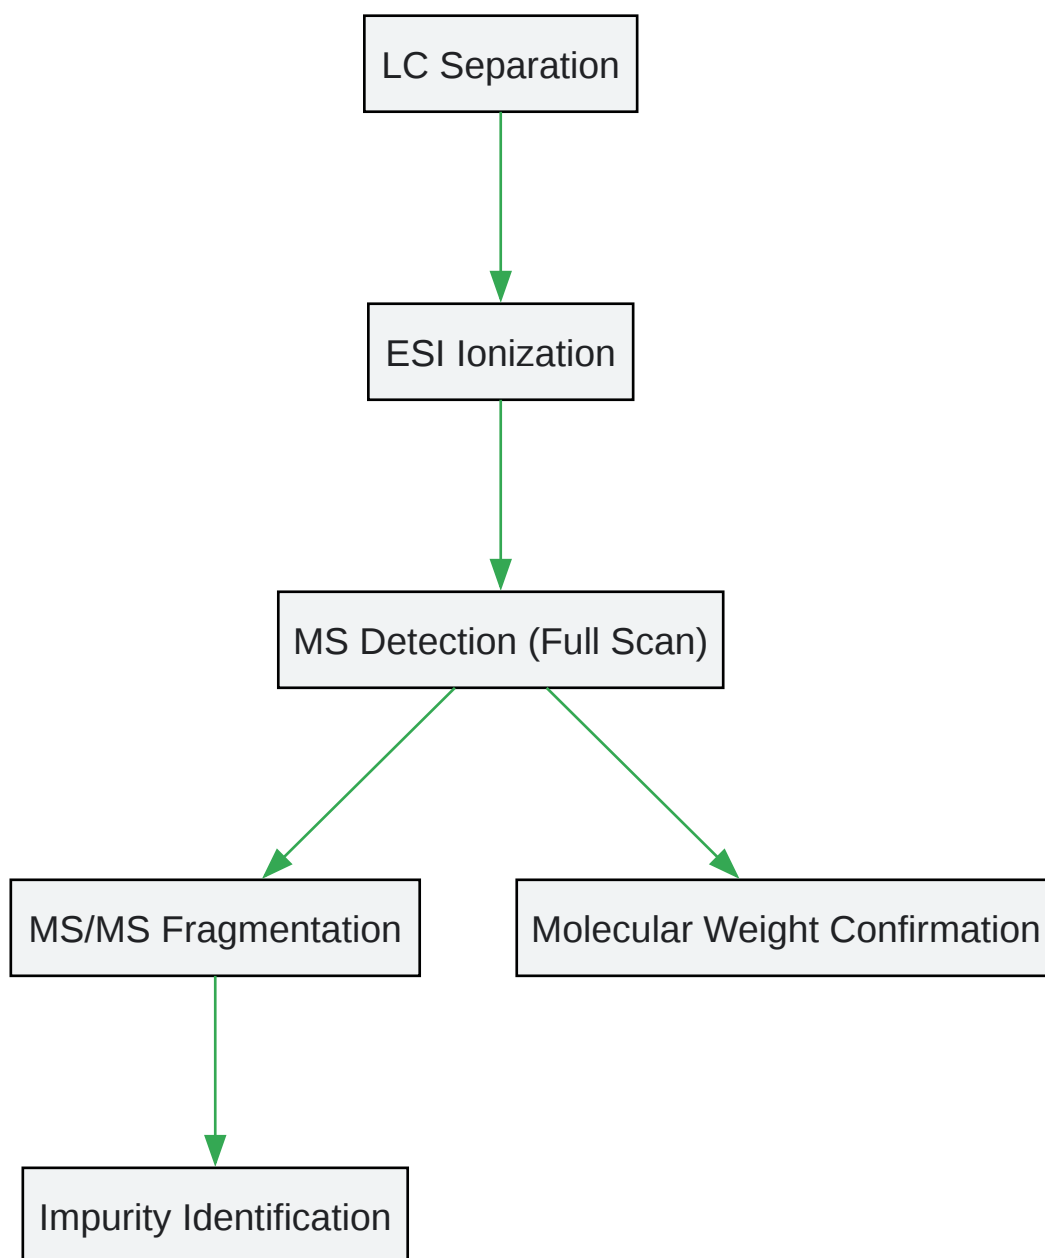 LC Separation
ESI Ionization
MS Detection (Full Scan)
MS/MS Fragmentation
Molecular Weight Confirmation
Impurity Identification